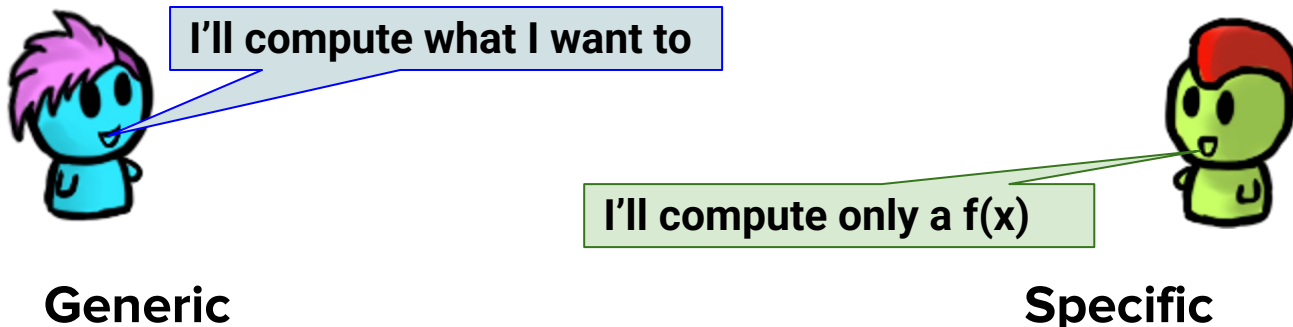 I’ll compute what I want to
I’ll compute only a f(x)
Generic
Specific